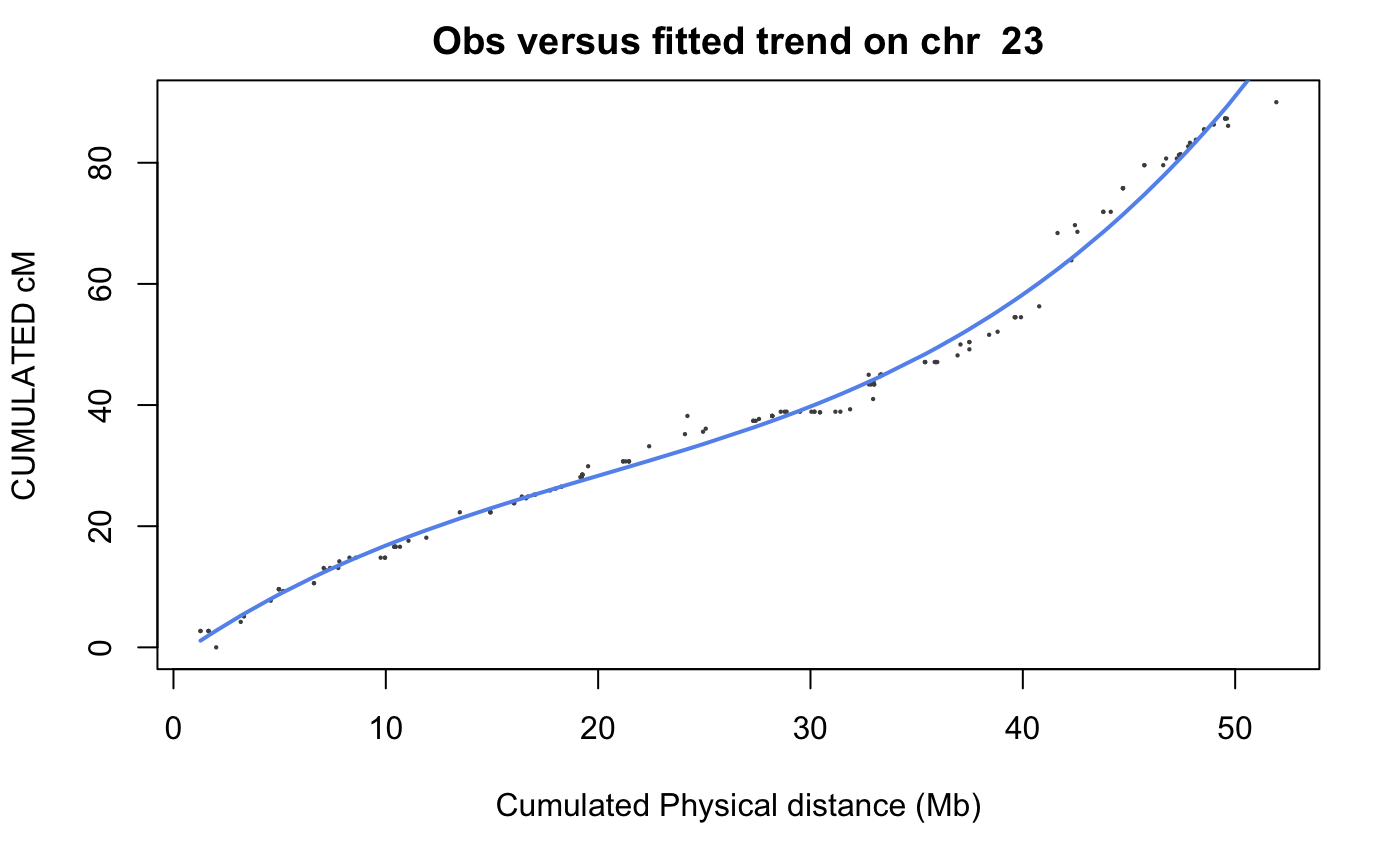 Obs versus fitted trend on chr  23
CUMULATED cM
80
60
40
20
0
0 10 20 30 40 50
Cumulated Physical distance (Mb)